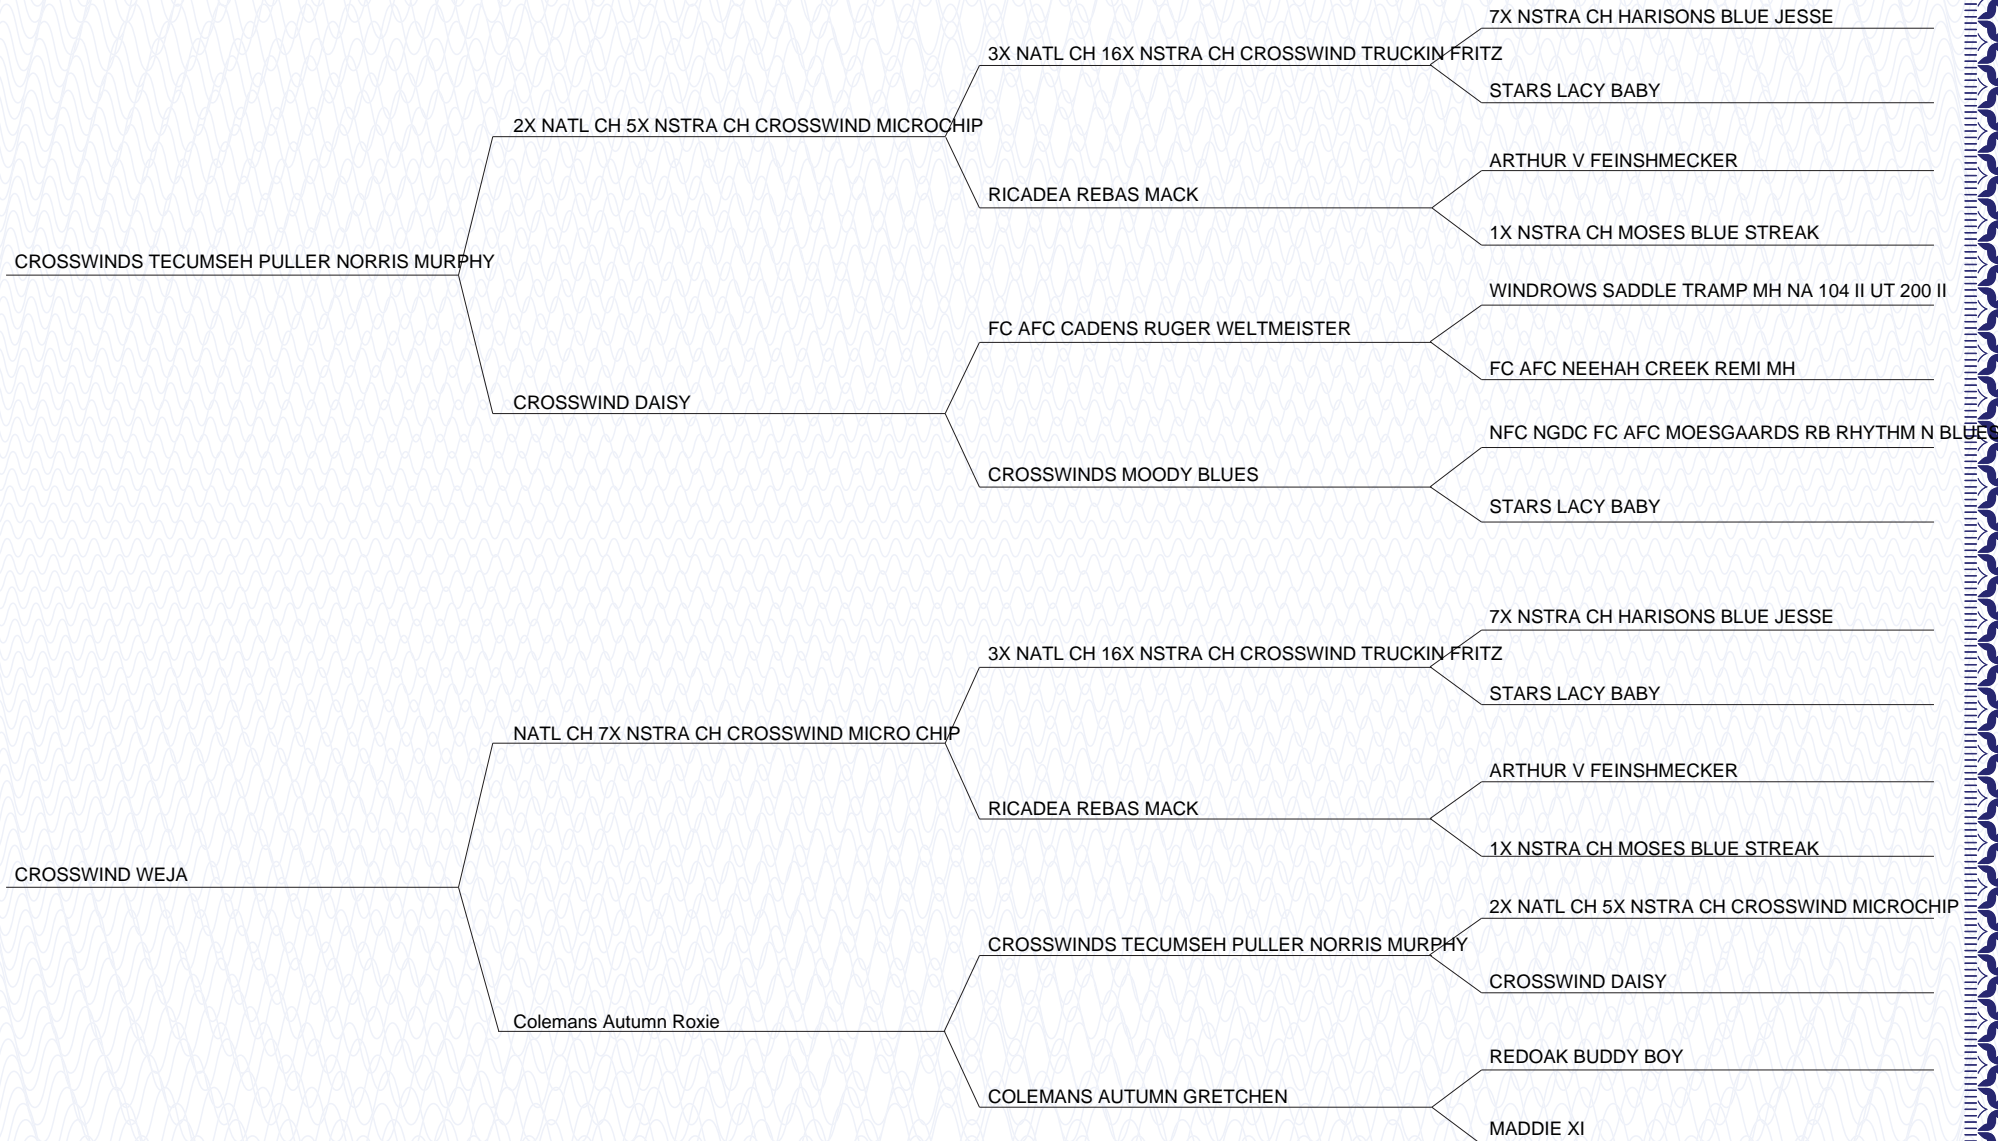 7X NSTRA CH HARISONS BLUE JESSE
3X NATL CH 16X NSTRA CH CROSSWIND TRUCKIN FRITZ
STARS LACY BABY
2X NATL CH 5X NSTRA CH CROSSWIND MICROCHIP
ARTHUR V FEINSHMECKER
RICADEA REBAS MACK
1X NSTRA CH MOSES BLUE STREAK
CROSSWINDS TECUMSEH PULLER NORRIS MURPHY
WINDROWS SADDLE TRAMP MH NA 104 II UT 200 II
FC AFC CADENS RUGER WELTMEISTER
FC AFC NEEHAH CREEK REMI MH
CROSSWIND DAISY
NFC NGDC FC AFC MOESGAARDS RB RHYTHM N BLUES
CROSSWINDS MOODY BLUES
STARS LACY BABY
7X NSTRA CH HARISONS BLUE JESSE
3X NATL CH 16X NSTRA CH CROSSWIND TRUCKIN FRITZ
STARS LACY BABY
NATL CH 7X NSTRA CH CROSSWIND MICRO CHIP
ARTHUR V FEINSHMECKER
RICADEA REBAS MACK
1X NSTRA CH MOSES BLUE STREAK
CROSSWIND WEJA
2X NATL CH 5X NSTRA CH CROSSWIND MICROCHIP
CROSSWINDS TECUMSEH PULLER NORRIS MURPHY
CROSSWIND DAISY
Colemans Autumn Roxie
REDOAK BUDDY BOY
COLEMANS AUTUMN GRETCHEN
MADDIE XI